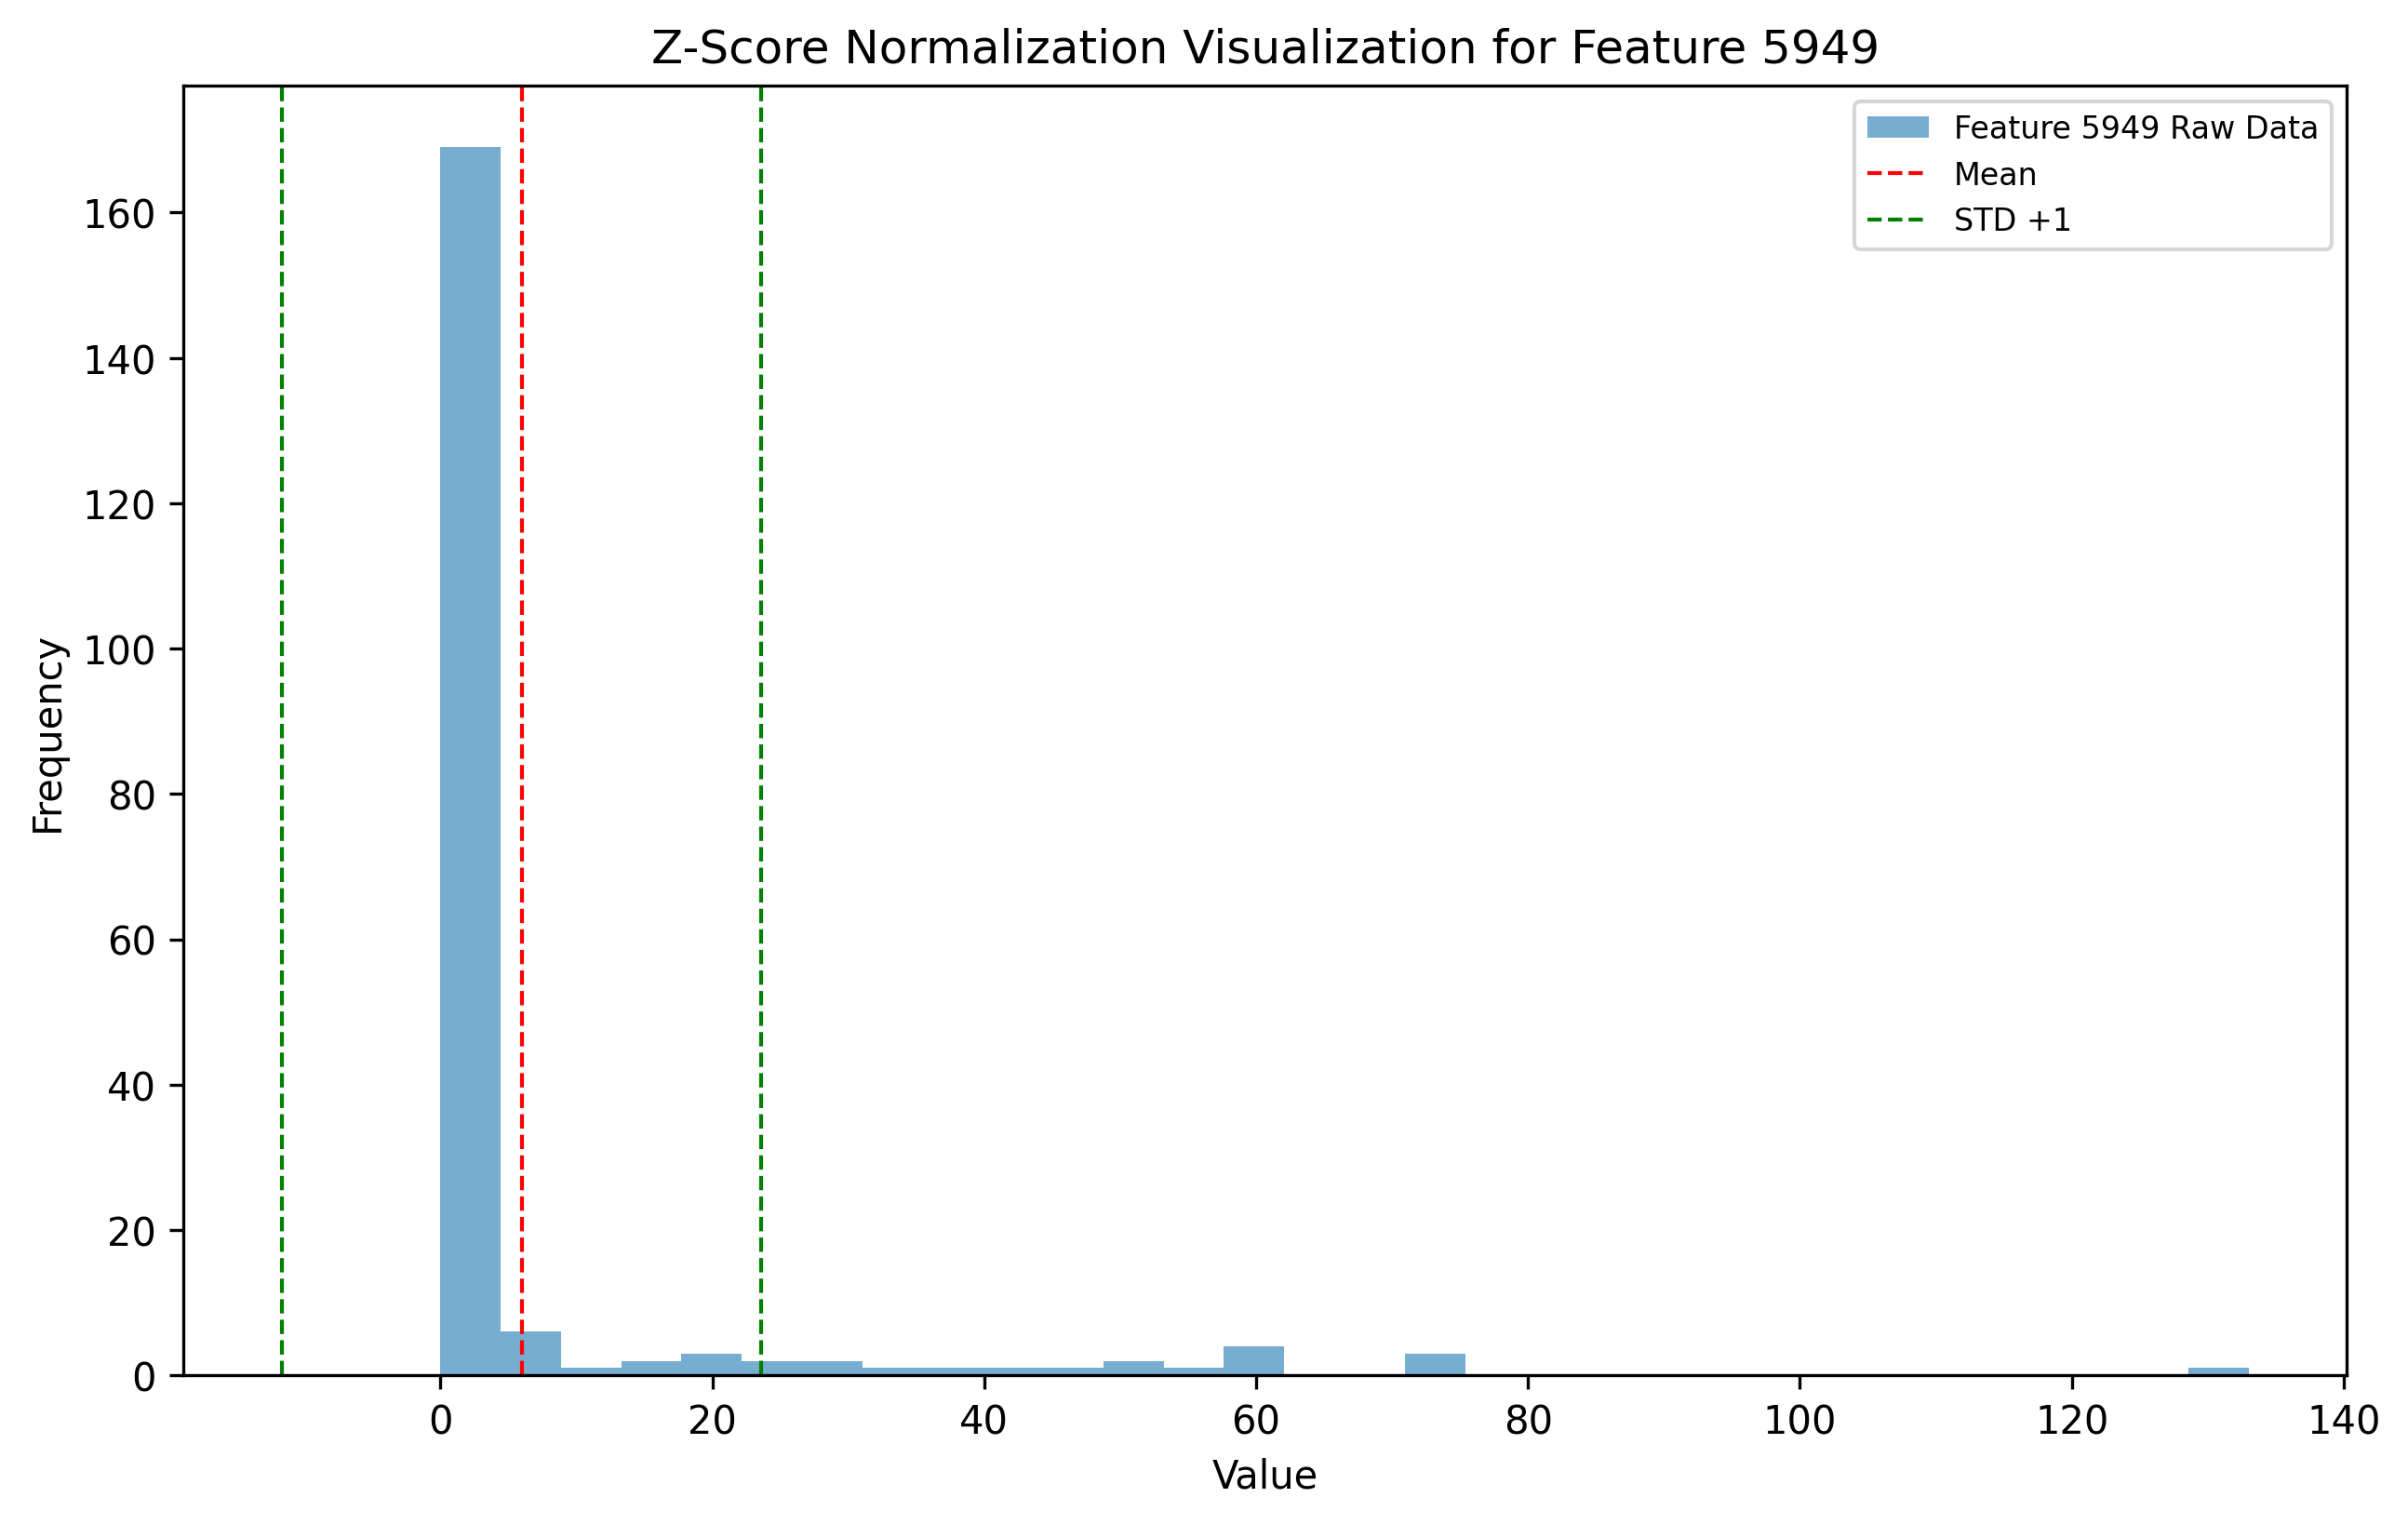 Z-Score Normalization Visualization for Feature 5949
Feature 5949 Raw Data
Mean
STD +1
160
140
120
100
80
60
40
20
0
Frequency
0 20 40 60 80 100 120 140
Value